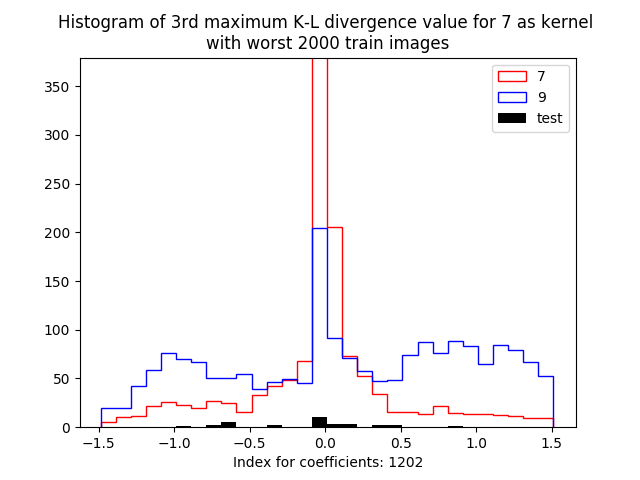 Histogram of 3rd maximum K-L divergence value for 7 as kernel
with worst 2000 train images
7
9
test
350
300
250
200
150
100
50
0
−1.5 −1.0 −0.5 0.0 0.5 1.0 1.5
Index for coefficients: 1202